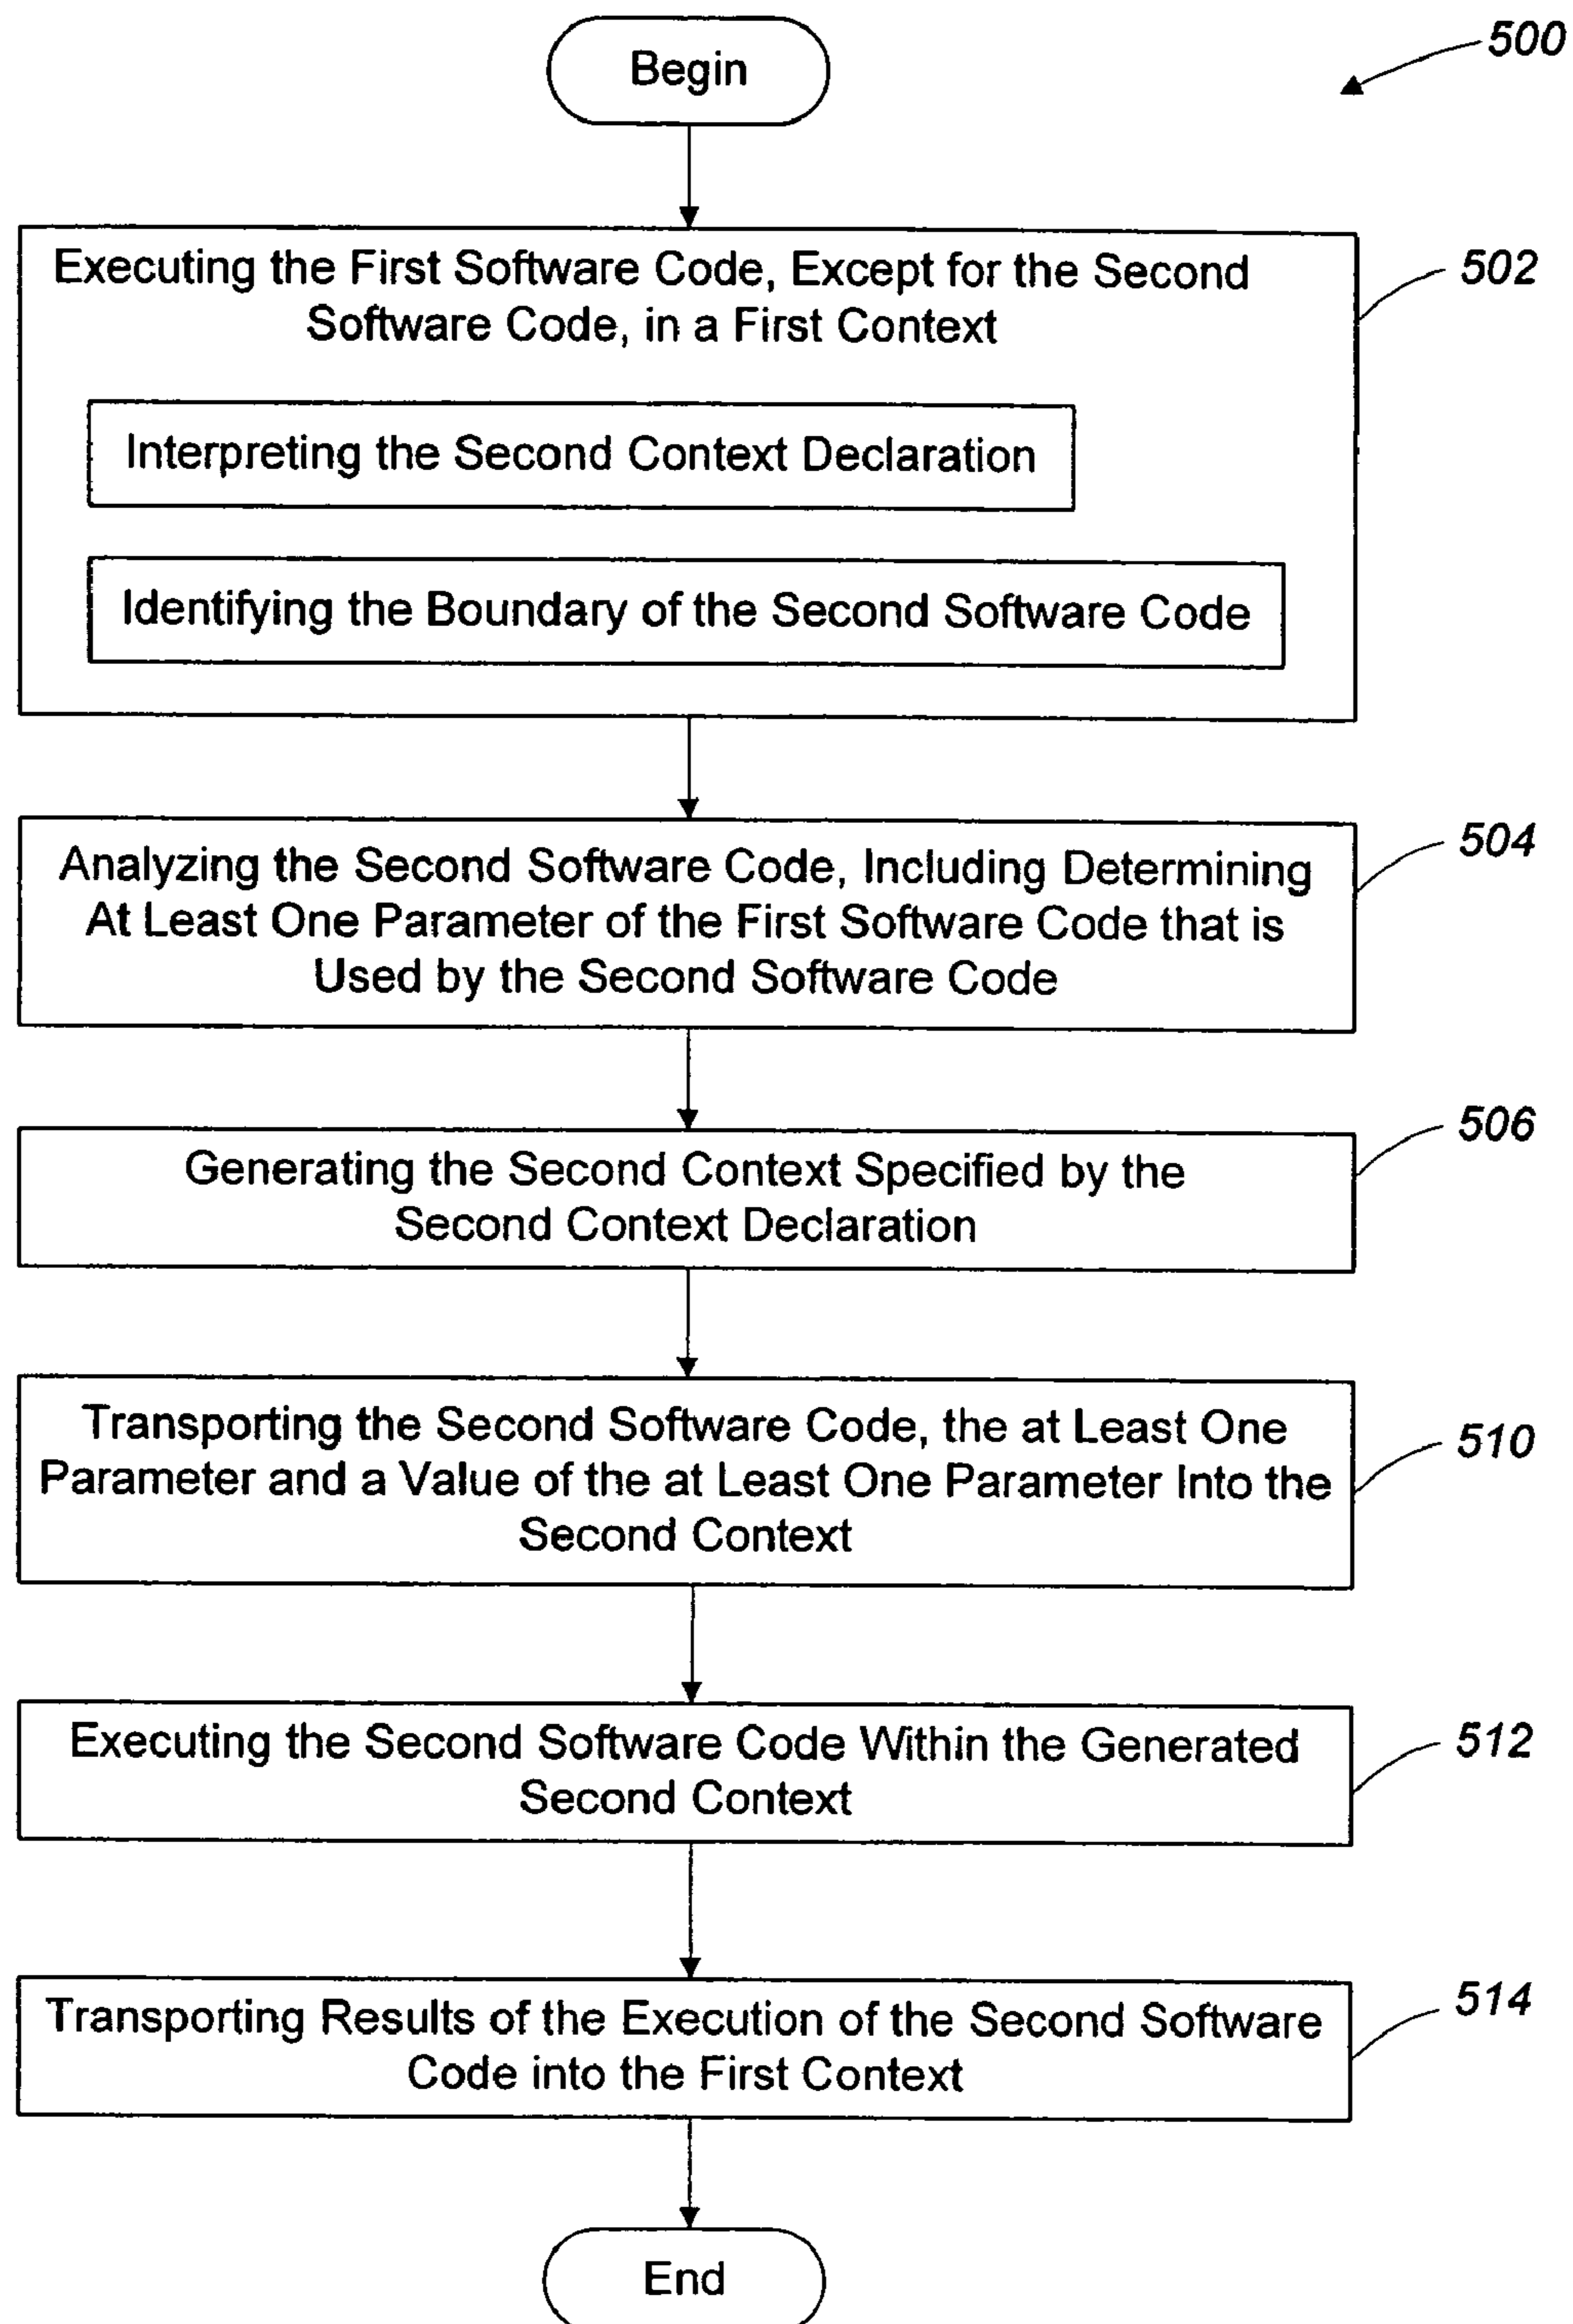 Begin
500
Executing the First Software Code, Except for the Second
Software Code, in a First Context
502
Interpreting the Second Context Declaration
Identifying the Boundary of the Second Software Code
Analyzing the Second Software Code, Including Determining
At Least One Parameter of the First Software Code that is
Used by the Second Software Code
504
Generating the Second Context Specified by the
Second Context Declaration
506
Transporting the Second Software Code, the at Least One
Parameter and a Value of the at Least One Parameter Into the
Second Context
510
Executing the Second Software Code Within the Generated
Second Context
512
Transporting Results of the Execution of the Second Software
Code into the First Context
514
End